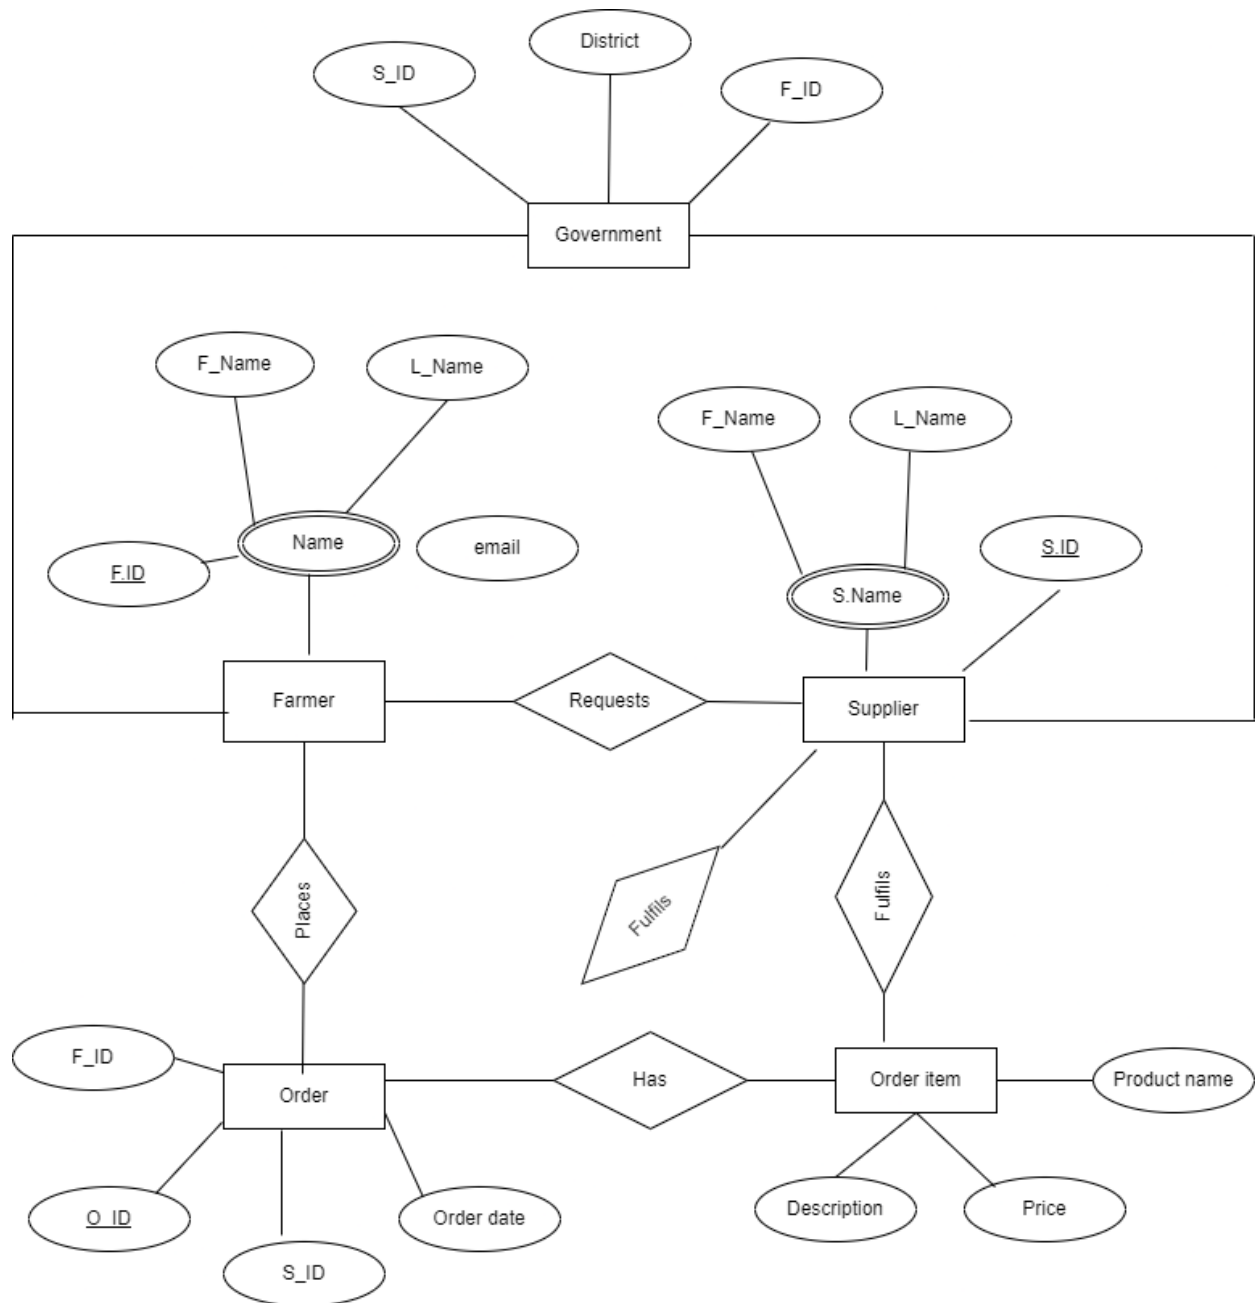 District
S_ID
F_ID
Government
F_Name
L_Name
F_Name
L_Name
Name
email
S.ID
F.ID
S.Name
Farmer
Requests
Supplier
Places
Fulfils
Fulfils
F_ID
Has
Order item
Product name
Order
Description
Price
O_ID
Order date
S_ID